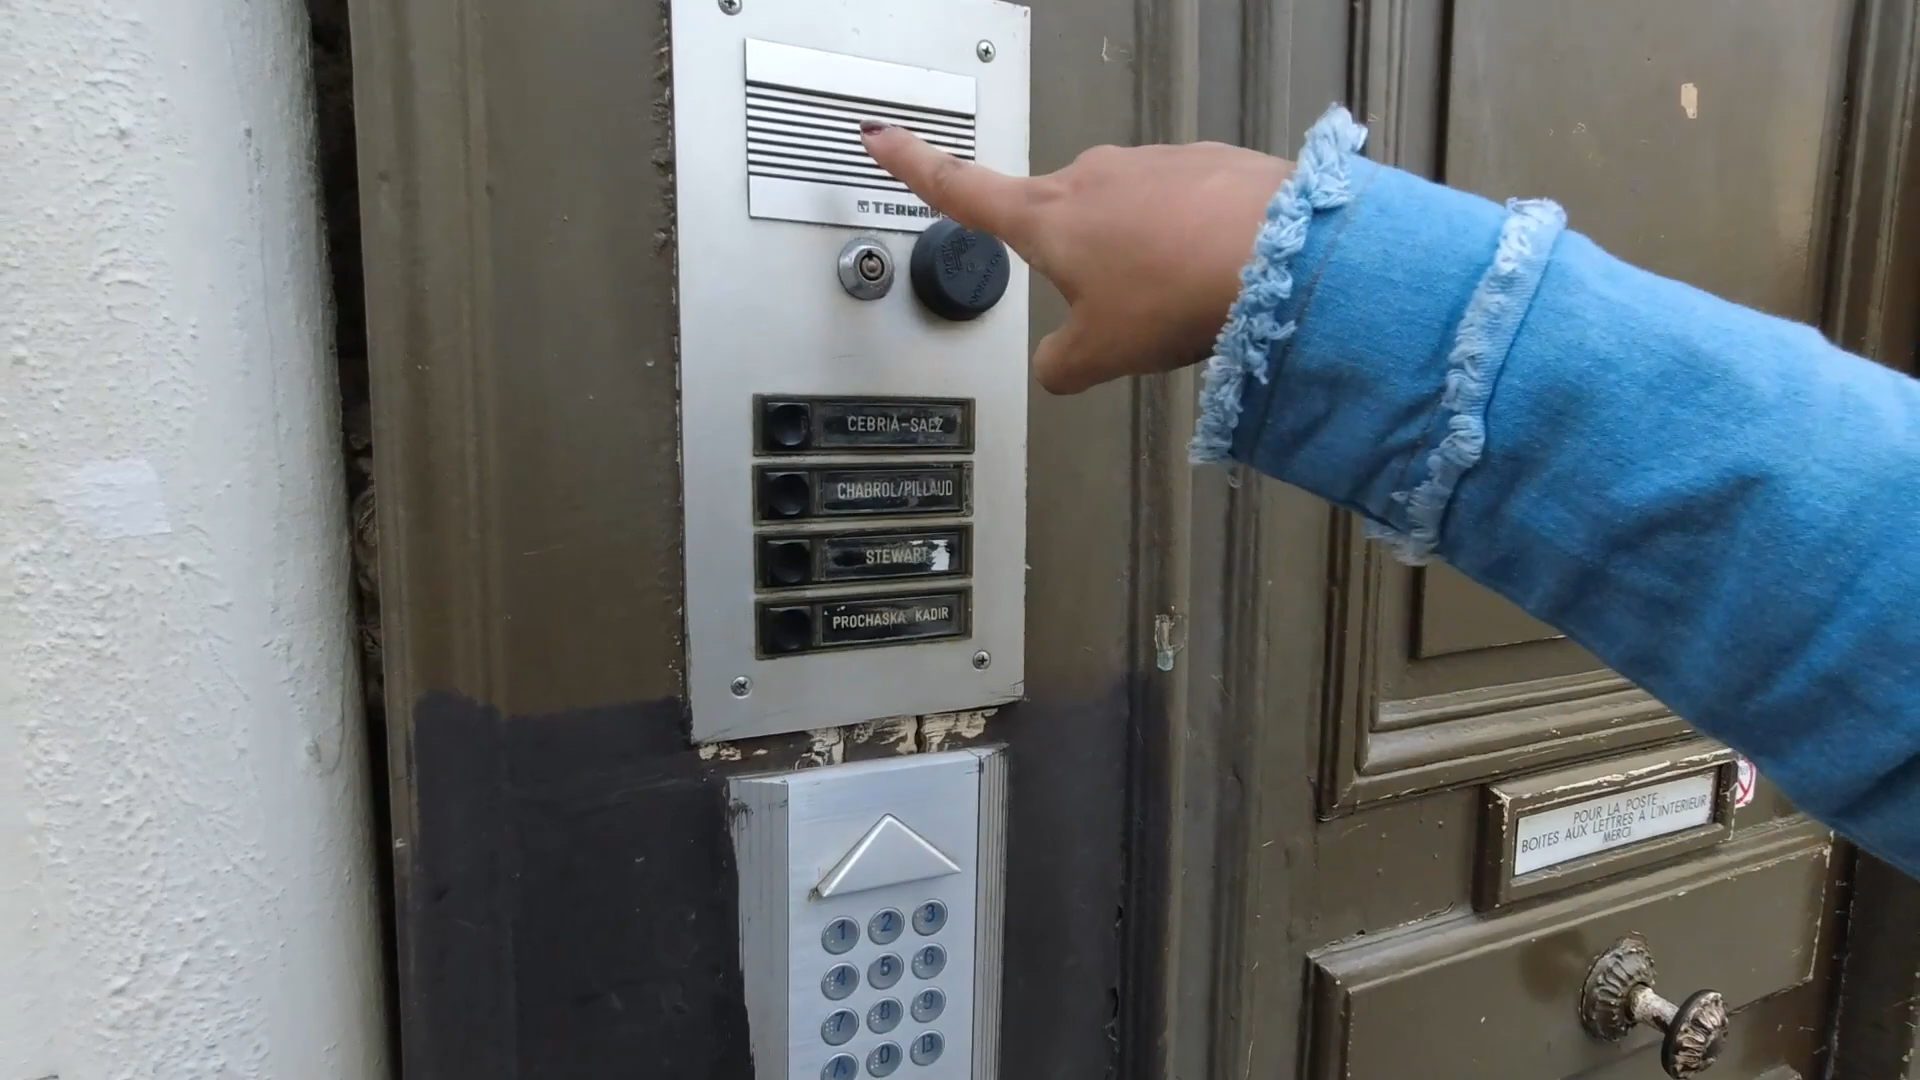 CEBRIA-SAEZ
CHABROL/PILLAUD
STEWART
PROCHASKA KADIR
1 2 3
4 5 6
7 8 9
A 0 B
POUR LA POSTE
BOITES AUX LETTRES À L'INTERIEUR
MERCI